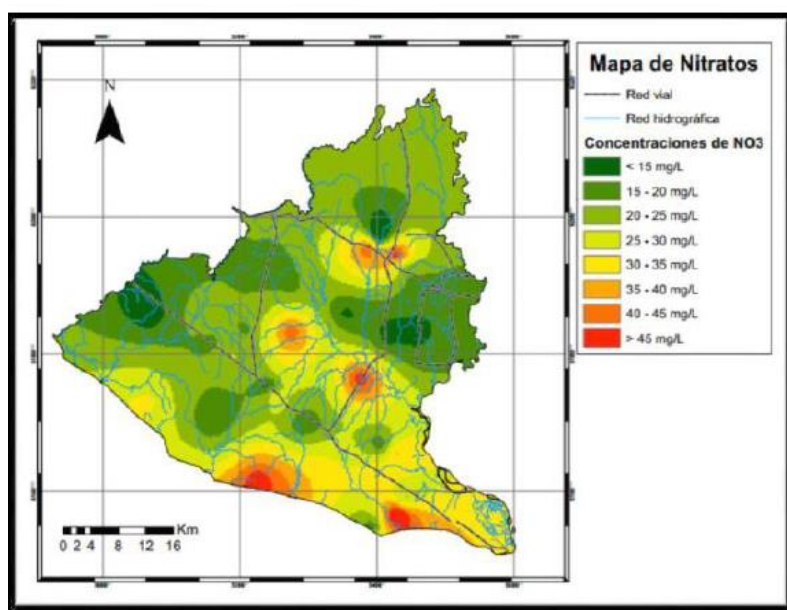 Mapa de Nitratos
Red vial
Red hidrográfica
Concentraciones de NO3
< 15 mg/L
15 - 20 mg/L
20 - 25 mg/L
25 - 30 mg/L
30 - 35 mg/L
35 - 40 mg/L
40 - 45 mg/L
> 45 mg/L
N
Km
0 2 4 8 12 16